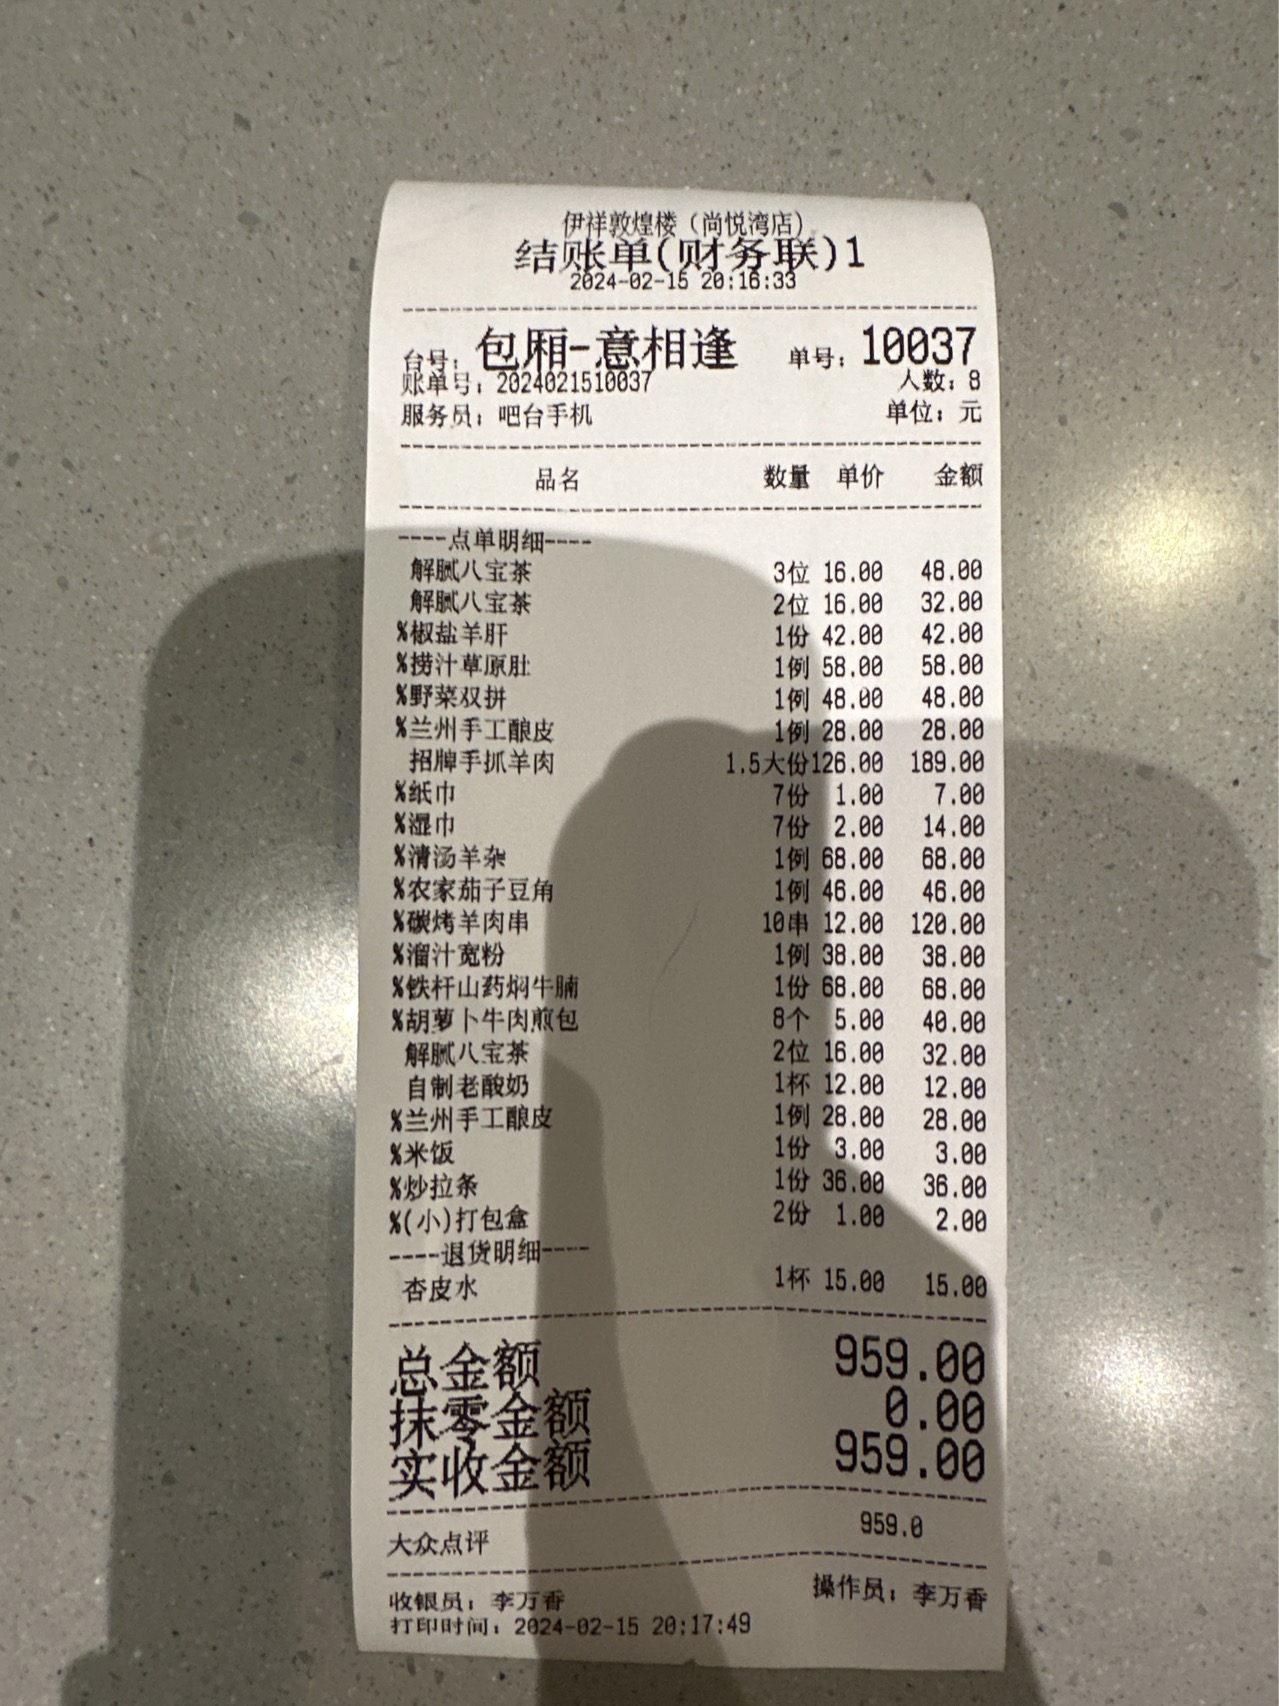 伊祥敦煌楼（尚悦湾店）
结账单(财务联)1
2024-02-15 20:16:33
台号：包厢-意相逢 单号：10037
账单号：2024021510037 人数：8
服务员：吧台手机 单位：元
品名 数量 单价 金额
----点单明细----
解腻八宝茶 3位 16.00 48.00
解腻八宝茶 2位 16.00 32.00
%椒盐羊肝 1份 42.00 42.00
%捞汁草原肚 1例 58.00 58.00
%野菜双拼 1例 48.00 48.00
%兰州手工酿皮 1例 28.00 28.00
招牌手抓羊肉 1.5大份126.00 189.00
%纸巾 7份 1.00 7.00
%湿巾 7份 2.00 14.00
%清汤羊杂 1例 68.00 68.00
%农家茄子豆角 1例 46.00 46.00
%碳烤羊肉串 10串 12.00 120.00
%溜汁宽粉 1例 38.00 38.00
%铁杆山药焖牛腩 1份 68.00 68.00
%胡萝卜牛肉煎包 8个 5.00 40.00
解腻八宝茶 2位 16.00 32.00
自制老酸奶 1杯 12.00 12.00
%兰州手工酿皮 1例 28.00 28.00
%米饭 1份 3.00 3.00
%炒拉条 1份 36.00 36.00
%(小)打包盒 2份 1.00 2.00
----退货明细----
杏皮水 1杯 15.00 15.00
总金额 959.00
抹零金额 0.00
实收金额 959.00
大众点评 959.0
收银员：李万香 操作员：李万香
打印时间：2024-02-15 20:17:49